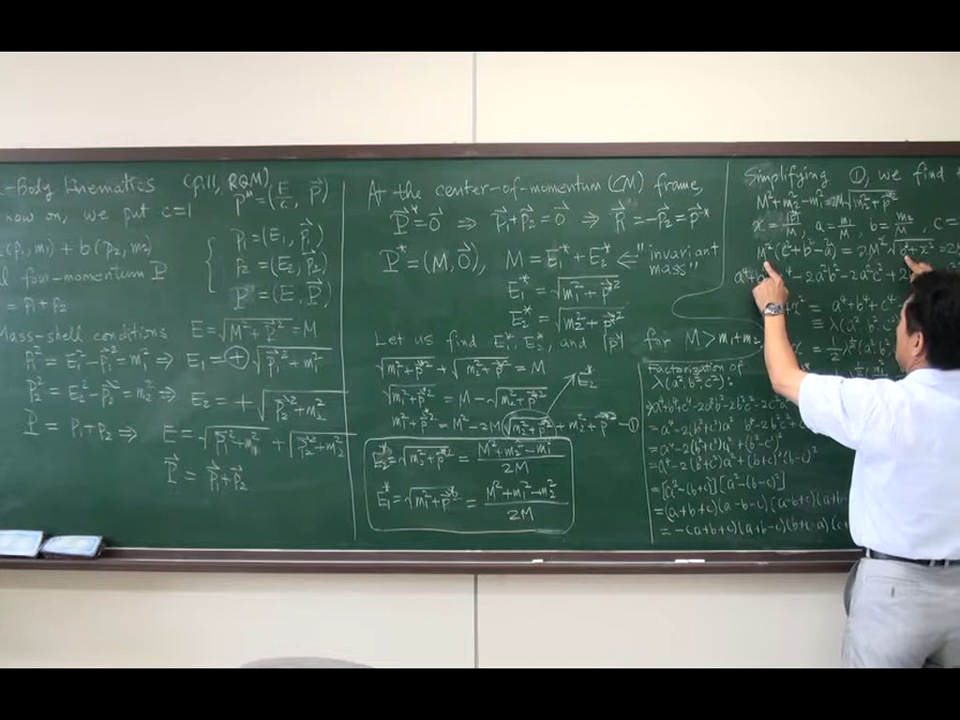 -Body Kinematics (p.11, RQM)
now on, we put c=1
p^μ = (E/c, p⃗)
(p₁, m₁) + b(p₂, m₂)
l four-momentum P
= p₁ + p₂
p₁ = (E₁, p⃗₁)
p₂ = (E₂, p⃗₂)
P = (E, P⃗)
Mass-shell conditions E = √(M² + p⃗²) = M
p₁² = E₁² - p⃗₁² = m₁² ⇒ E₁ = ⊕√(p⃗₁² + m₁²)
p₂² = E₂² - p⃗₂² = m₂² ⇒ E₂ = +√(p⃗₂² + m₂²)
P = p₁ + p₂ ⇒ E = √(p⃗₁² + m₁²) + √(p⃗₂² + m₂²)
P⃗ = p⃗₁ + p⃗₂
At the center-of-momentum (CM) frame,
P⃗* = 0⃗ ⇒ p⃗₁ + p⃗₂ = 0⃗ ⇒ p⃗₁ = -p⃗₂ = p⃗*
P* = (M, 0⃗), M = E₁* + E₂* ← "invariant mass"
E₁* = √(m₁² + p⃗*²)
E₂* = √(m₂² + p⃗*²)
Let us find E₁*, E₂*, and |p⃗*| for M > m₁ + m₂
√(m₁² + p⃗²) + √(m₂² + p⃗²) = M
√(m₁² + p⃗²) = M - √(m₂² + p⃗²)
E₂*
m₁² + p⃗² = M² - 2M√(m₂² + p⃗²) + m₂² + p⃗² -①
E₂* = √(m₂² + p⃗*²) = (M² + m₂² - m₁²)/2M
E₁* = √(m₁² + p⃗*²) = (M² + m₁² - m₂²)/2M
Simplifying ①, we find
M² + m₂² - m₁² = 2M√(m₂² + p⃗²)
x = |p⃗|/M, a = m₁/M, b = m₂/M, c =
M²(c² + b² - a²) = 2M²√(b² + x²)
= a⁴ + b⁴ + c⁴
≡ λ(a², b²
Factorization of
λ(a², b², c²):
λ = a⁴ + b⁴ + c⁴ - 2a²b² - 2b²c² - 2c²a²
= a⁴ - 2(b² + c²)a²
= a⁴ - 2(b² + c²)a² + (b² - c²)²
= a⁴ - 2(b² + c²)a² + (b+c)²(b-c)²
= [a² - (b+c)²][a² - (b-c)²]
= (a+b+c)(a-b-c)(a-b+c)(a+b
= -(a+b+c)(a+b-c)(b+c-a)(c+